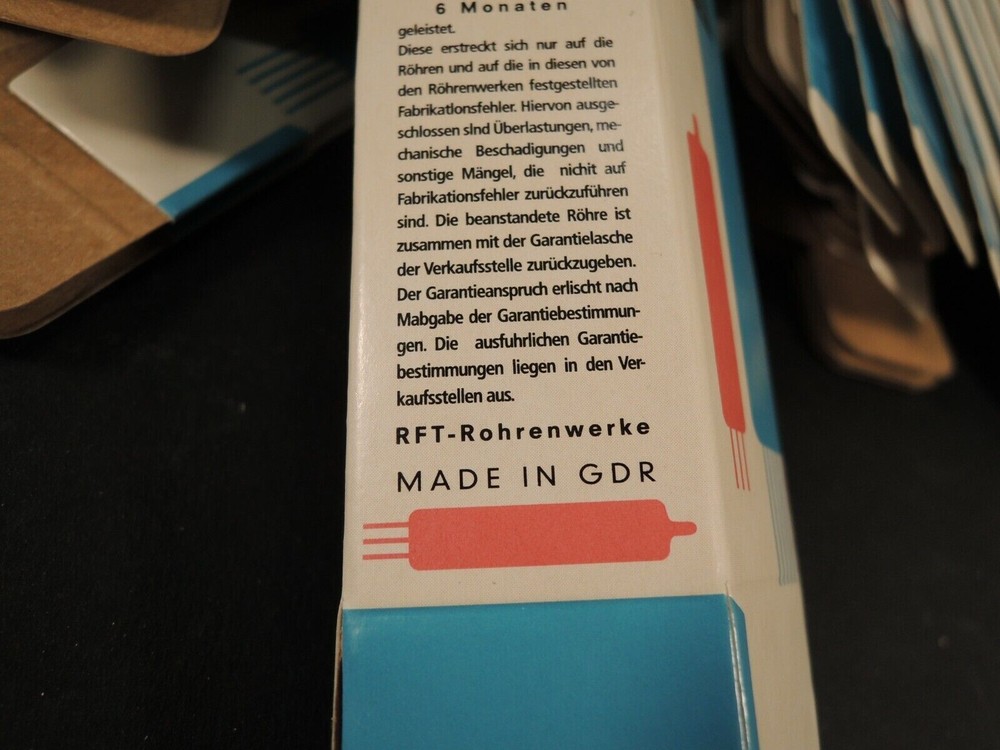 6 Monaten
geleistet.
Diese erstreckt sich nur auf die
Röhren und auf die in diesen von
den Röhrenwerken festgestellten
Fabrikatlonsfehler. Hiervon ausge-
schlossen sInd Überlastungen, me-
chanische Beschadigungen und
sonstige Mängel, die nichit auf
Fabrikationsfehler zurückzuführen
sind. Die beanstandete Röhre ist
zusammen mit der Garantielasche
der Verkaufsstelle zurückzugeben.
Der Garantieanspruch erlischt nach
Mabgabe der Garantiebestimmun-
gen. Die ausfuhrlichen Garantie-
bestimmungen liegen in den Ver-
kaufsstellen aus.
RFT-Rohrenwerke
MADE IN GDR